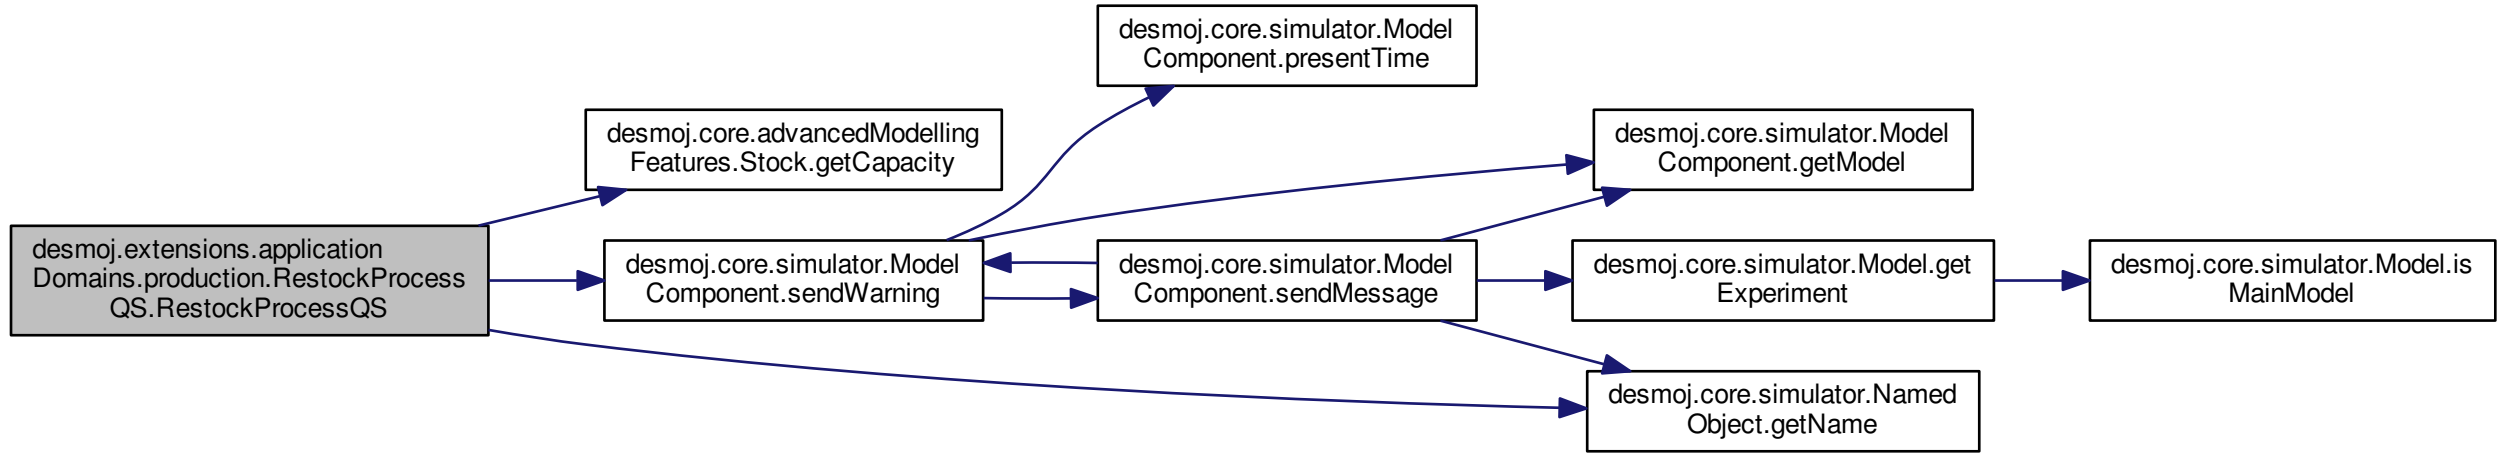 desmoj.core.simulator.Model
Component.presentTime
desmoj.core.advancedModelling
Features.Stock.getCapacity
desmoj.core.simulator.Model
Component.getModel
desmoj.extensions.application
Domains.production.RestockProcess
QS.RestockProcessQS
desmoj.core.simulator.Model
Component.sendWarning
desmoj.core.simulator.Model
Component.sendMessage
desmoj.core.simulator.Model.get
Experiment
desmoj.core.simulator.Model.is
MainModel
desmoj.core.simulator.Named
Object.getName